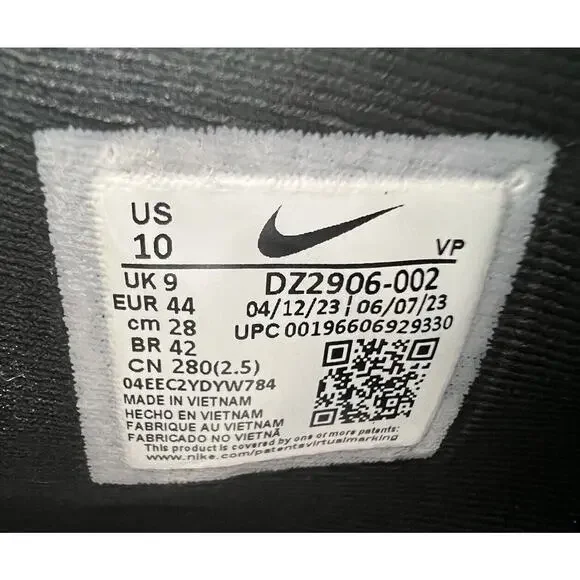 US
10
VP
UK 9
EUR 44
cm 28
BR 42
CN 280(2.5)
DZ2906-002
04/12/23 | 06/07/23
UPC 00196606929330
04EEC2YDYW784
MADE IN VIETNAM
HECHO EN VIETNAM
FABRIQUE AU VIETNAM
FABRICADO NO VIETNÃ
This product is covered by one or more patents:
www.nike.com/patentsvirtualmarking